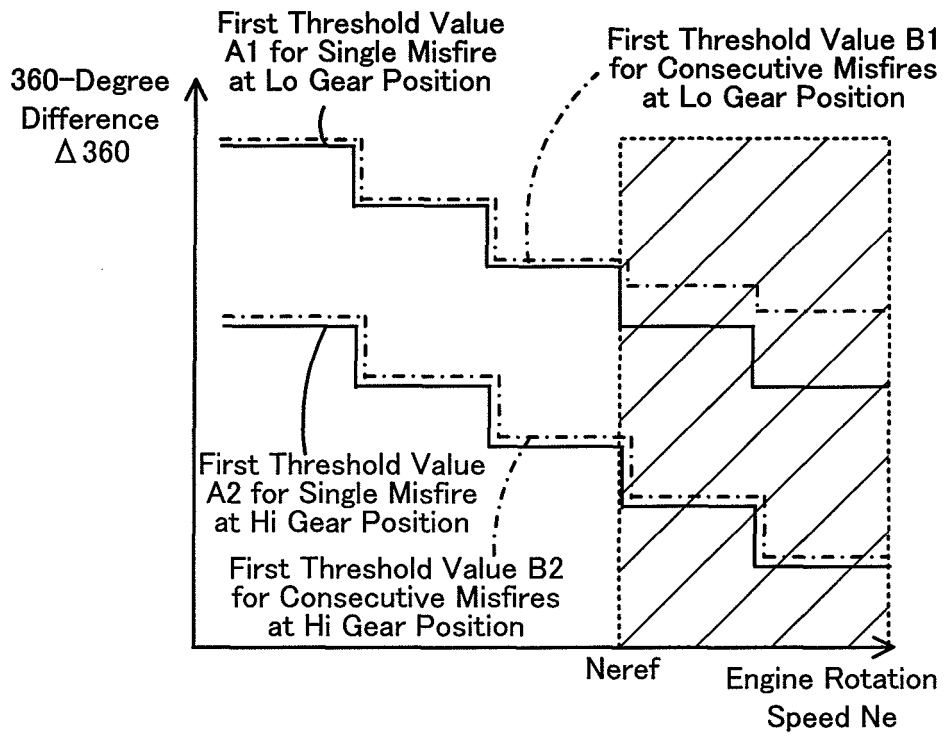 First Threshold Value
A1 for Single Misfire
at Lo Gear Position
First Threshold Value B1
for Consecutive Misfires
at Lo Gear Position
360-Degree
Difference
Δ360
First Threshold Value
A2 for Single Misfire
at Hi Gear Position
First Threshold Value B2
for Consecutive Misfires
at Hi Gear Position
Neref
Engine Rotation
Speed Ne